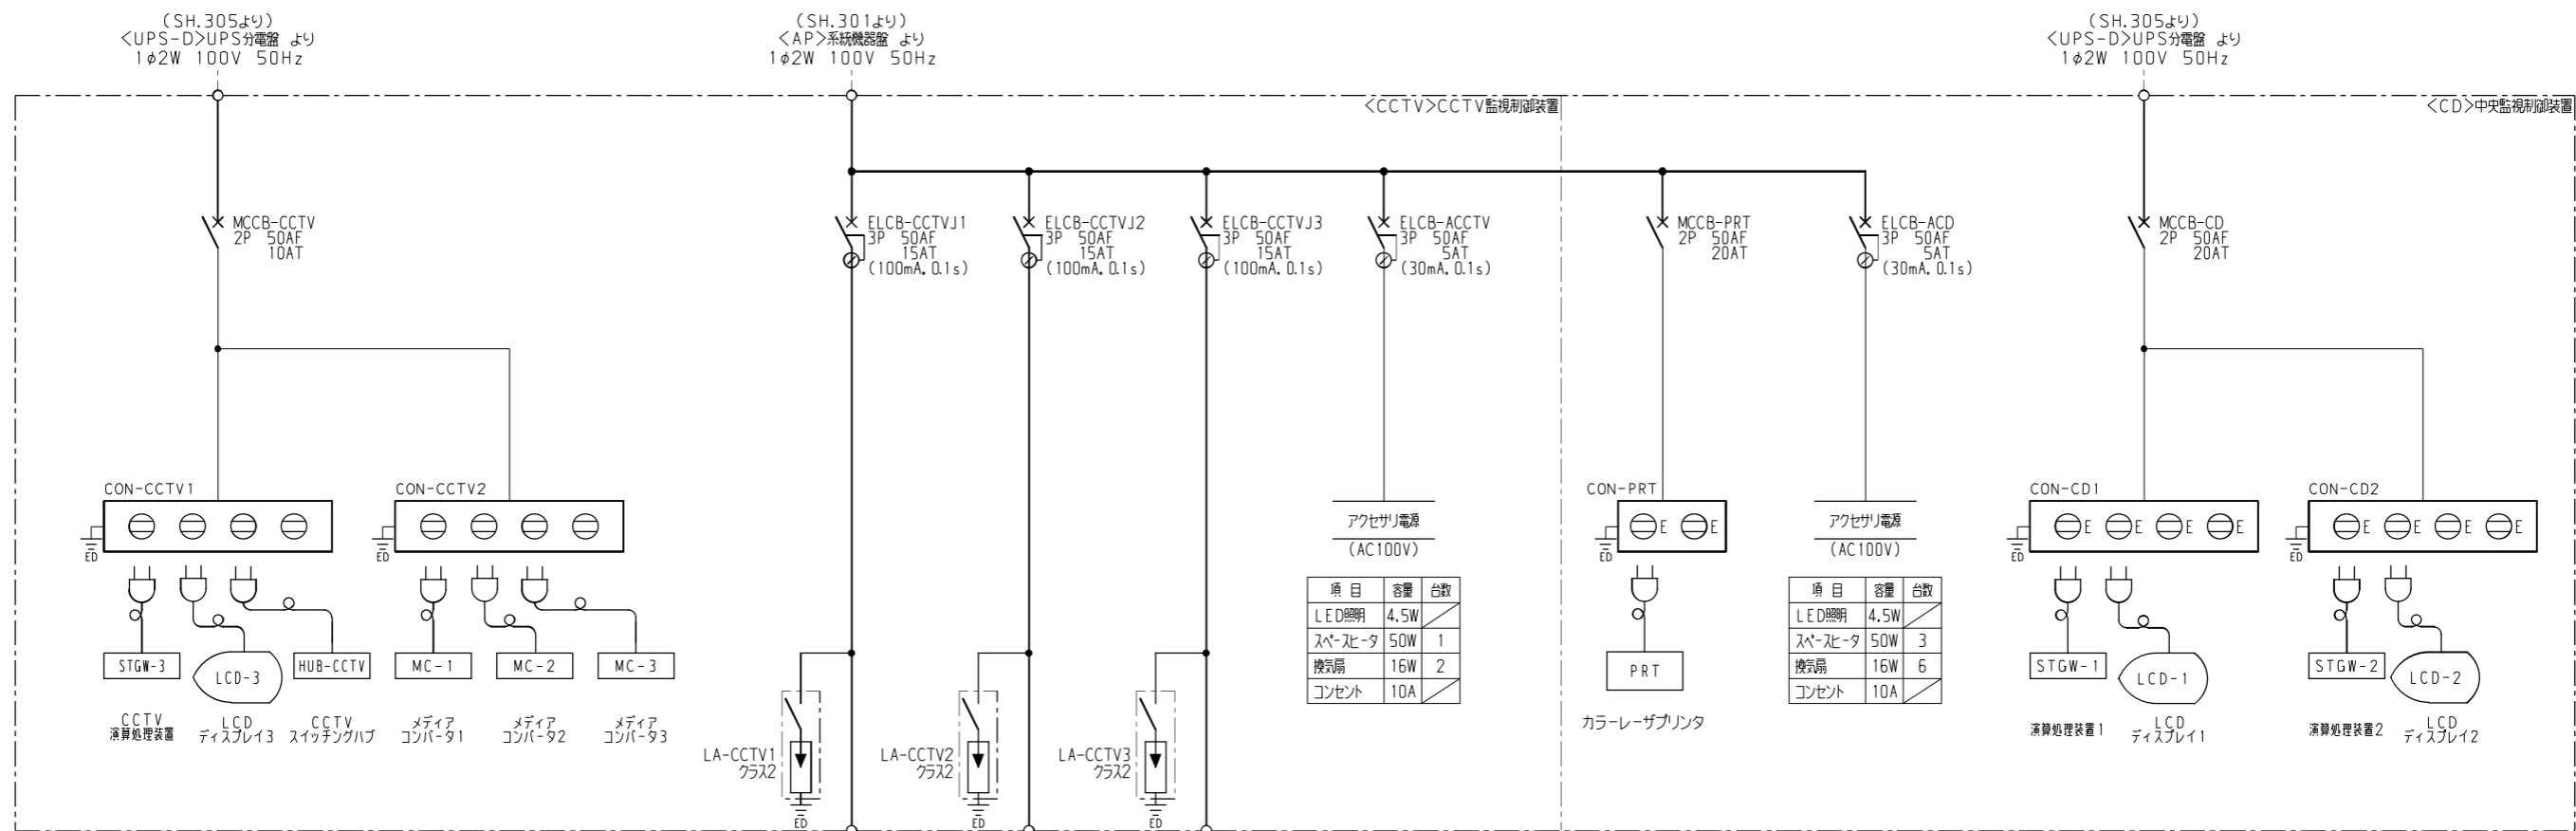 (SH.305より)
<UPS-D>UPS分電盤 より
1φ2W 100V 50Hz
(SH.301より)
<AP>系統機器盤 より
1φ2W 100V 50Hz
(SH.305より)
<UPS-D>UPS分電盤 より
1φ2W 100V 50Hz
<CCTV>CCTV監視制御装置
<CD>中央監視制御装置
MCCB-CCTV
2P 50AF
10AT
ELCB-CCTVJ1
3P 50AF
15AT
(100mA, 0.1s)
ELCB-CCTVJ2
3P 50AF
15AT
(100mA, 0.1s)
ELCB-CCTVJ3
3P 50AF
15AT
(100mA, 0.1s)
ELCB-ACCTV
3P 50AF
5AT
(30mA, 0.1s)
MCCB-PRT
2P 50AF
20AT
ELCB-ACD
3P 50AF
5AT
(30mA, 0.1s)
MCCB-CD
2P 50AF
20AT
CON-CCTV1
ED
CON-CCTV2
ED
アクセサリ電源
(AC100V)
CON-PRT
E E
ED
アクセサリ電源
(AC100V)
CON-CD1
E E E E
ED
CON-CD2
E E E E
ED
項 目 容量 台数
LED照明 4.5W
スペースヒータ 50W 1
換気扇 16W 2
コンセント 10A
項 目 容量 台数
LED照明 4.5W
スペースヒータ 50W 3
換気扇 16W 6
コンセント 10A
STGW-3
LCD-3
HUB-CCTV
MC-1
MC-2
MC-3
PRT
STGW-1
LCD-1
STGW-2
LCD-2
CCTV
演算処理装置
LCD
ディスプレイ3
CCTV
スイッチングハブ
メディア
コンバータ1
メディア
コンバータ2
メディア
コンバータ3
カラーレーザプリンタ
演算処理装置1
LCD
ディスプレイ1
演算処理装置2
LCD
ディスプレイ2
LA-CCTV1
クラス2
ED
LA-CCTV2
クラス2
ED
LA-CCTV3
クラス2
ED